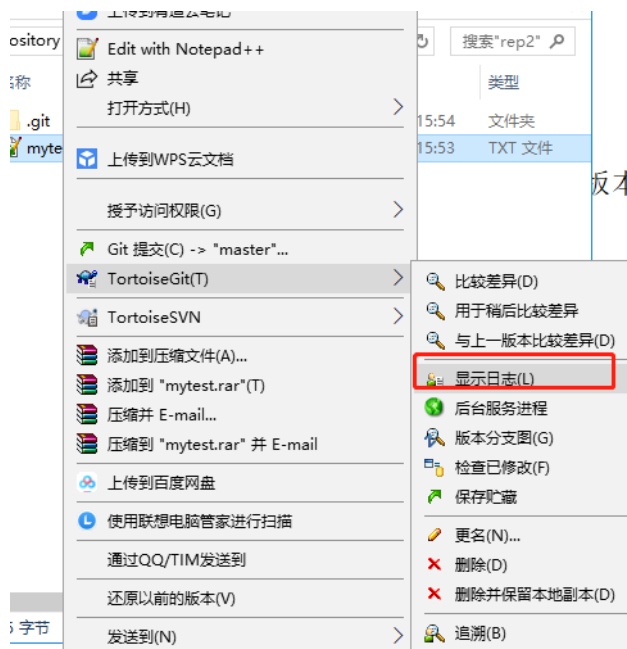 上传到有道云笔记
ository
搜索"rep2"
Edit with Notepad++
称
共享
类型
打开方式(H)
.git
15:54
文件夹
myte
15:53
TXT 文件
上传到WPS云文档
版本
授予访问权限(G)
Git 提交(C) -> "master"...
TortoiseGit(T)
比较差异(D)
用于稍后比较差异
TortoiseSVN
与上一版本比较差异(D)
添加到压缩文件(A)...
显示日志(L)
添加到 "mytest.rar"(T)
后台服务进程
压缩并 E-mail...
版本分支图(G)
压缩到 "mytest.rar" 并 E-mail
检查已修改(F)
上传到百度网盘
保存贮藏
使用联想电脑管家进行扫描
更名(N)...
通过QQ/TIM发送到
删除(D)
还原以前的版本(V)
删除并保留本地副本(D)
字节
发送到(N)
追溯(B)